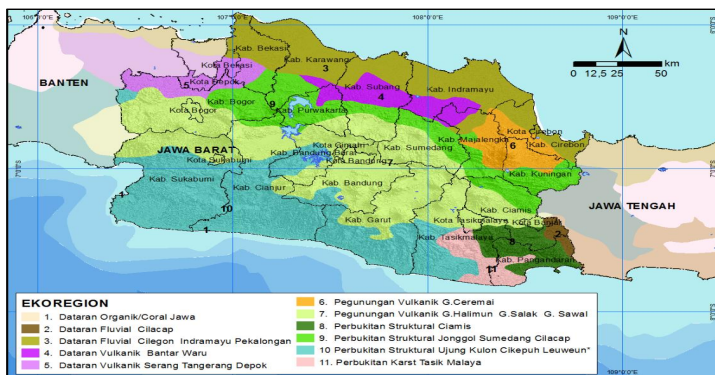 106°0'0"E 107°0'0"E 108°0'0"E 109°0'0"E
Kab. Bekasi
Kab. Karawang
3
Kota Bekasi
BANTEN
5
Kota Depok
Kab. Subang
4
Kab. Indramayu
N
km
0 12,5 25 50
Kab. Bogor
9
Kab. Purwakarta
Kota Bogor
Kota Cirebon
Kab. Majalengka
6
Kab. Cirebon
JAWA BARAT
Kota Cimahi
Kab. Sumedang
Kab. Bandung Barat
Kota Sukabumi
Kota Bandung
7
Kab. Kuningan
7°0'0"S
Kab. Sukabumi
Kab. Cianjur
Kab. Bandung
1
10
JAWA TENGAH
Kab. Garut
Kab. Ciamis
Kota Tasikmalaya
Kota Banjar
2
1
Kab. Tasikmalaya
8
Kab. Pangandaran
11
EKOREGION
1. Dataran Organik/Coral Jawa
2. Dataran Fluvial Cilacap
3. Dataran Fluvial Cilegon Indramayu Pekalongan
4. Dataran Vulkanik Bantar Waru
5. Dataran Vulkanik Serang Tangerang Depok
6. Pegunungan Vulkanik G.Ceremai
7. Pegunungan Vulkanik G.Halimun G.Salak G. Sawal
8. Perbukitan Struktural Ciamis
9. Perbukitan Struktural Jonggol Sumedang Cilacap
10 Perbukitan Struktural Ujung Kulon Cikepuh Leuweun*
11. Perbukitan Karst Tasik Malaya
109°0'0"E